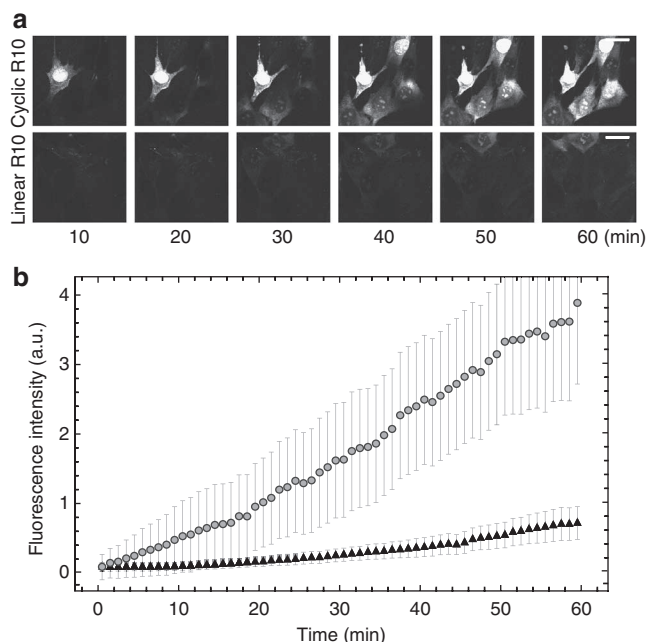 a
Cyclic R10
Linear R10
10 20 30 40 50 60 (min)
b
Fluorescence intensity (a.u.)
4
3
2
1
0
0 10 20 30 40 50 60
Time (min)